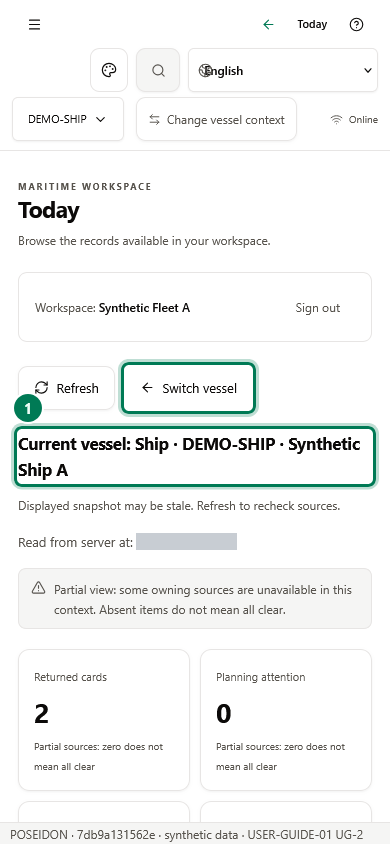 Today
English
DEMO-SHIP
Change vessel context
Online
MARITIME WORKSPACE
Today
Browse the records available in your workspace.
Workspace: Synthetic Fleet A
Sign out
Refresh
Switch vessel
1
Current vessel: Ship · DEMO-SHIP · Synthetic
Ship A
Displayed snapshot may be stale. Refresh to recheck sources.
Read from server at:
Partial view: some owning sources are unavailable in this
context. Absent items do not mean all clear.
Returned cards
2
Partial sources: zero does not
mean all clear
Planning attention
0
Partial sources: zero does not
mean all clear
POSEIDON · 7db9a131562e · synthetic data · USER-GUIDE-01 UG-2